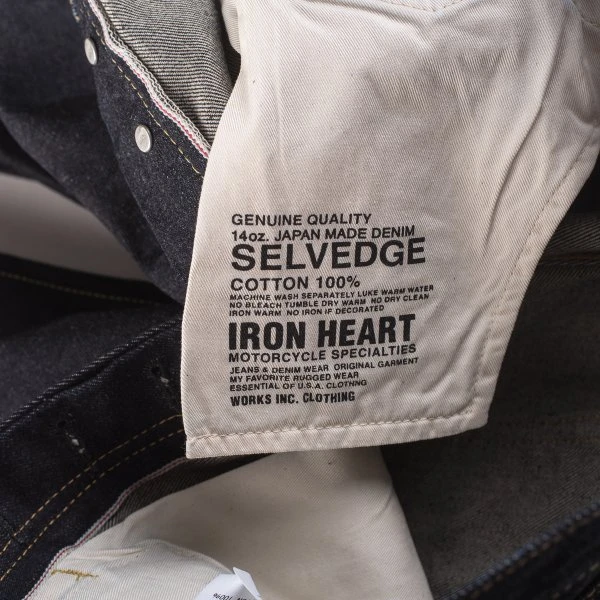 GENUINE QUALITY
14oz. JAPAN MADE DENIM
SELVEDGE
COTTON 100%
MACHINE WASH SEPARATELY LUKE WARM WATER
NO BLEACH TUMBLE DRY WARM NO DRY CLEAN
IRON WARM NO IRON IF DECORATED
IRON HEART
MOTORCYCLE SPECIALTIES
JEANS & DENIM WEAR ORIGINAL GARMENT
MY FAVORITE RUGGED WEAR
ESSENTIAL OF U.S.A. CLOTHNG
WORKS INC. CLOTHING
100%